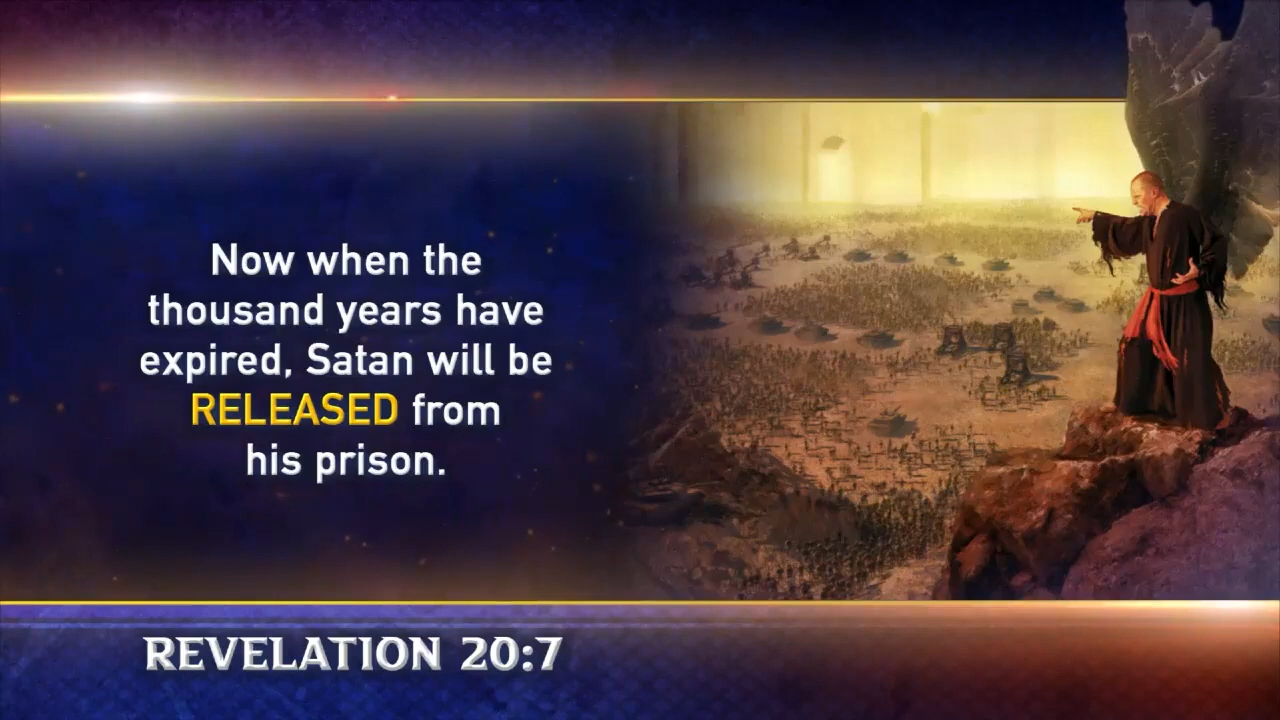 Now when the
thousand years have
expired, Satan will be
RELEASED from
his prison.
REVELATION 20:7